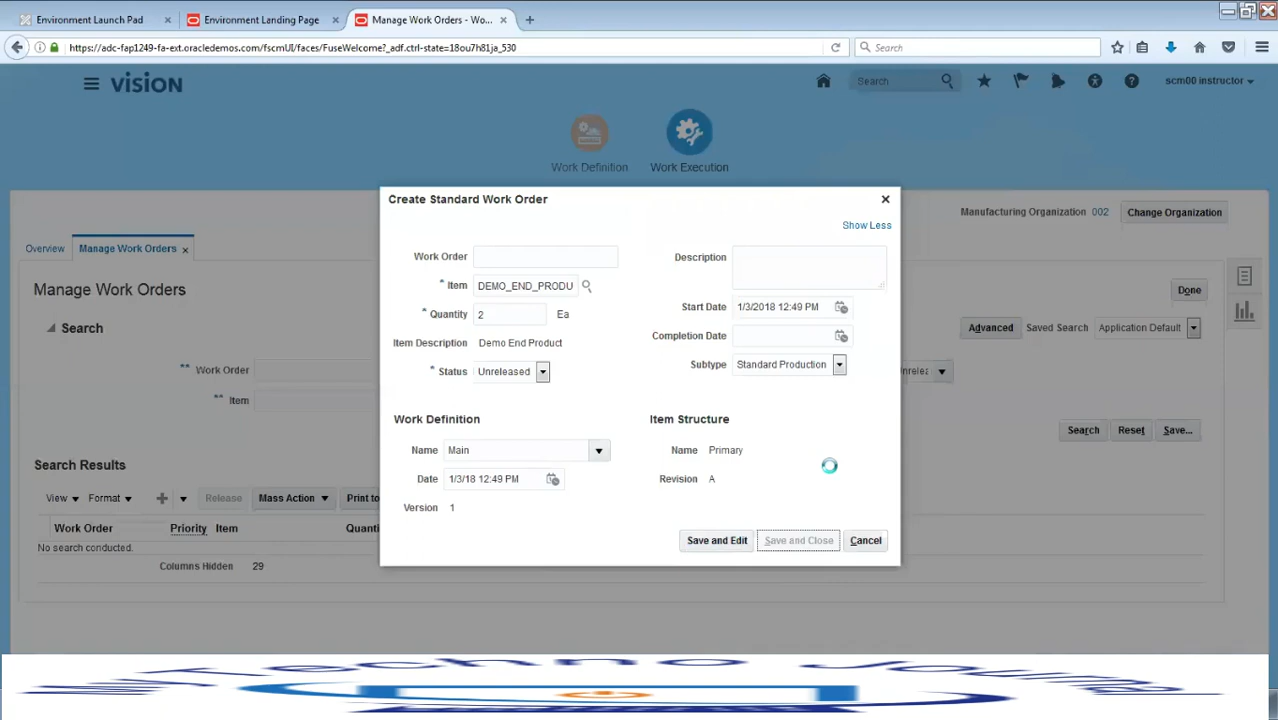 Environment Launch Pad × Environment Landing Page × Manage Work Orders - Wo... ×
https://adc-fap1249-fa-ext.oracledemos.com/fscmUI/faces/FuseWelcome?_adf.ctrl-state=18ou7h81ja_530 Search
vision Search scm00 instructor
Work Definition Work Execution
Create Standard Work Order
Manufacturing Organization 002 Change Organization
Show Less
Overview Manage Work Orders ×
Work Order Description
* Item DEMO_END_PRODU
Manage Work Orders Done
* Quantity 2 Ea Start Date 1/3/2018 12:49 PM
Search Advanced Saved Search Application Default
Item Description Demo End Product Completion Date
** Work Order * Status Unreleased Subtype Standard Production
** Item
Work Definition Item Structure
Search Reset Save...
Name Main Name Primary
Search Results
Date 1/3/18 12:49 PM Revision A
View Format Release Mass Action Print to
Version 1
Work Order Priority Item Quant
No search conducted.
Save and Edit Save and Close Cancel
Columns Hidden 29